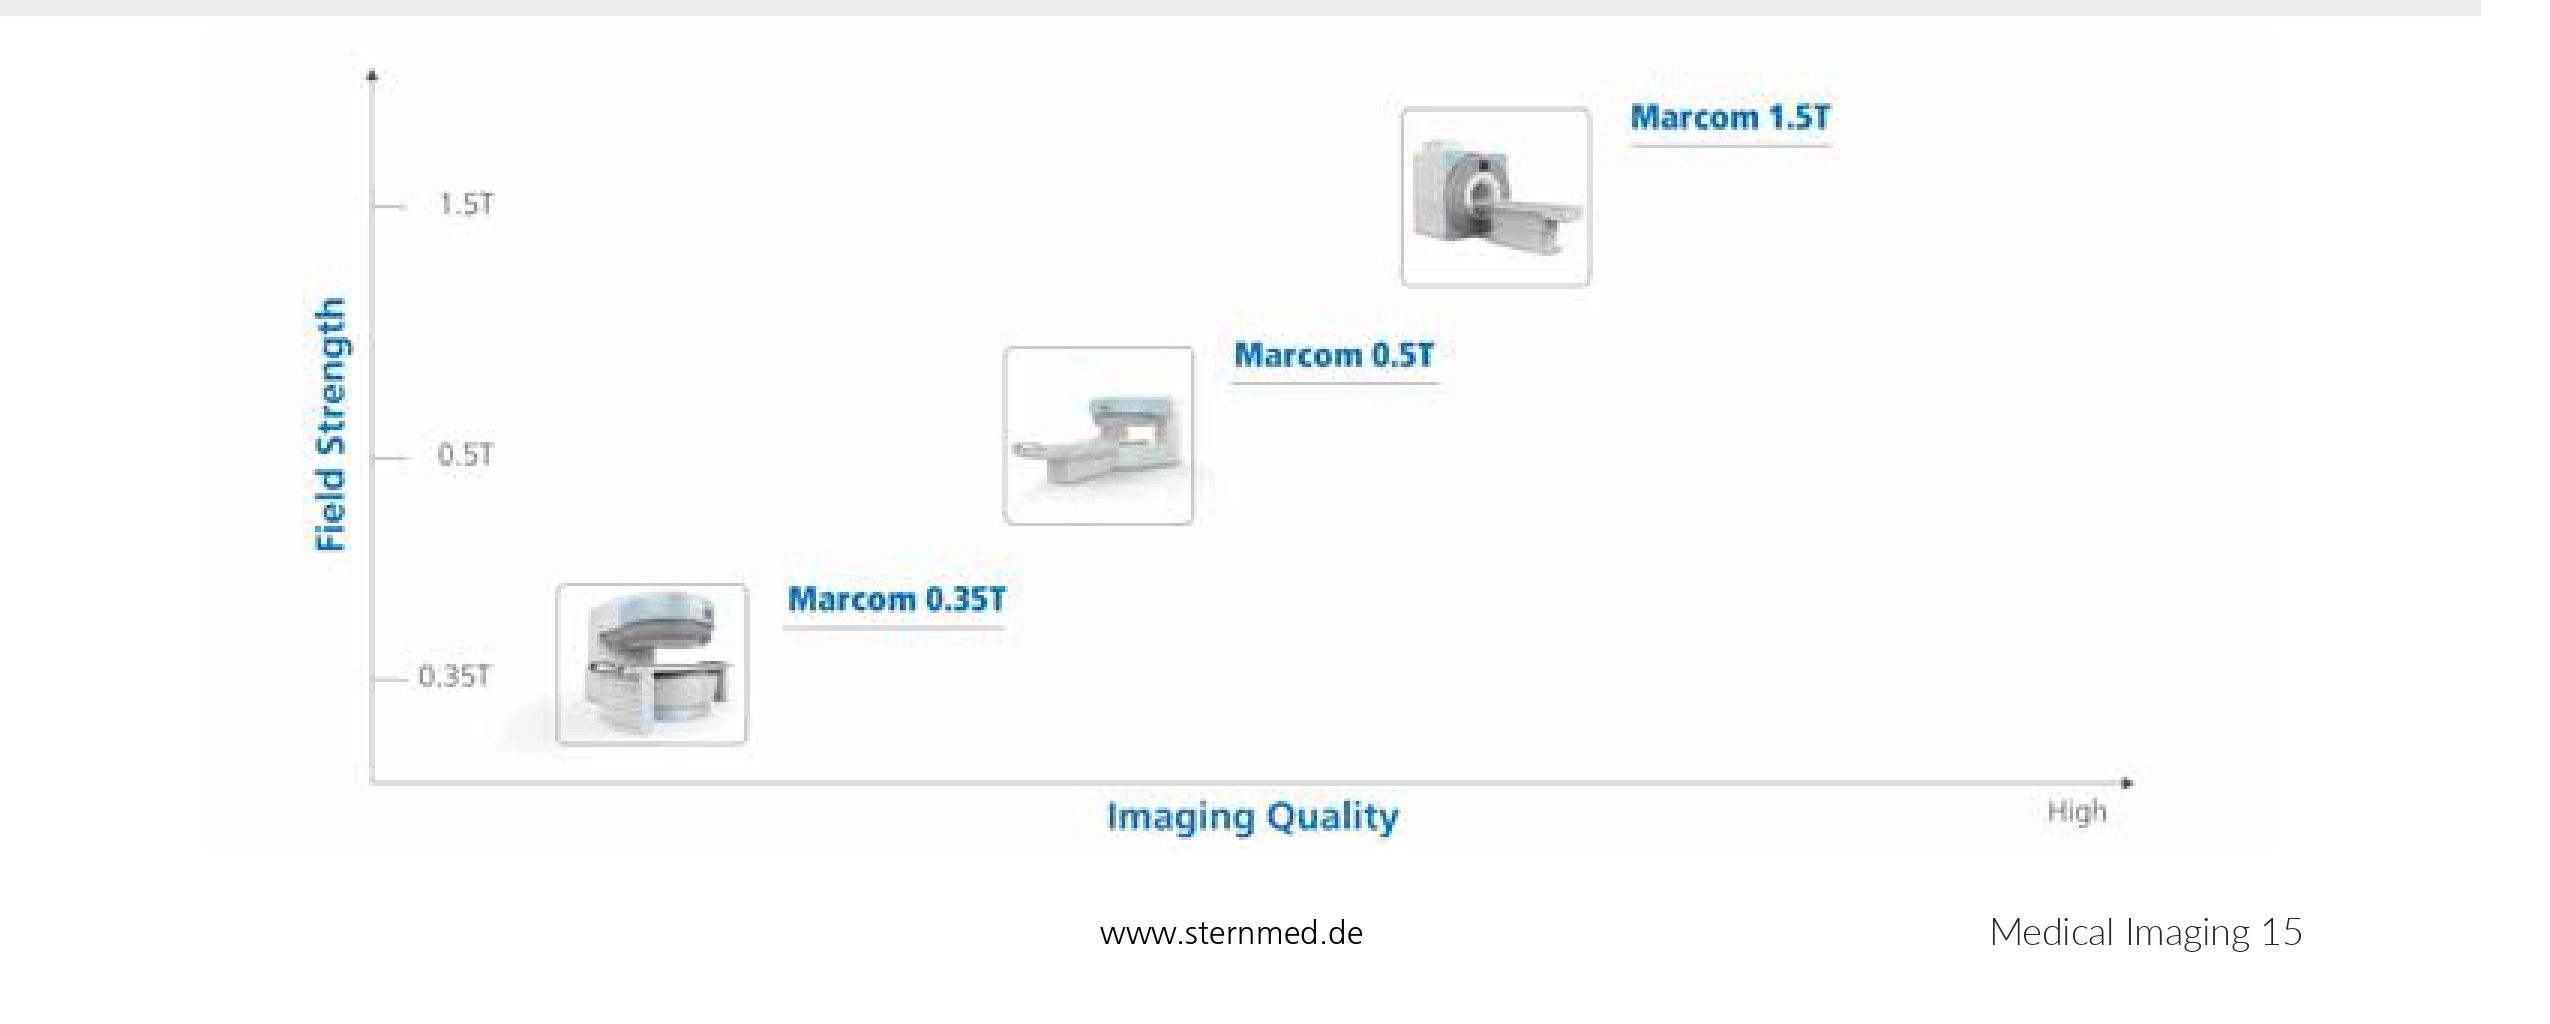 Marcom 1.5T
1.5T
Field Strength
Marcom 0.5T
0.5T
Marcom 0.35T
0.35T
Imaging Quality
High
www.sternmed.de
Medical Imaging 15